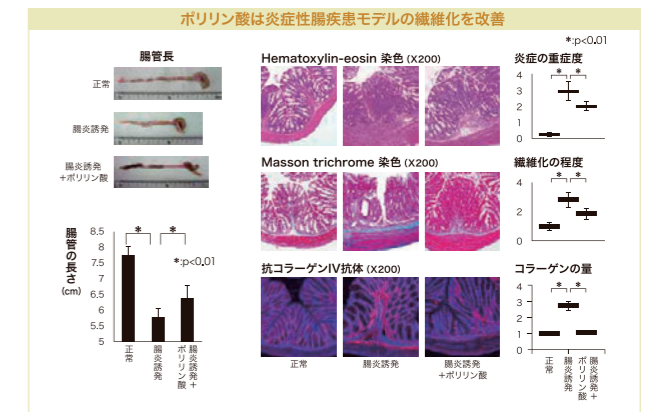 ポリリン酸は炎症性腸疾患モデルの繊維化を改善
腸管長
正常
腸炎誘発
腸炎誘発
+ポリリン酸
腸管の長さ
(cm)
8.5
8
7.5
7
6.5
6
5.5
5
*
*
*:p<0.01
正常
腸炎誘発
腸炎誘発+
ポリリン酸
Hematoxylin-eosin 染色 (X200)
Masson trichrome 染色 (X200)
抗コラーゲンIV抗体 (X200)
正常
腸炎誘発
腸炎誘発
+ポリリン酸
*:p<0.01
炎症の重症度
4
3
2
1
0
*
*
繊維化の程度
4
2
0
*
*
コラーゲンの量
4
3
2
1
0
*
*
正常
腸炎誘発
腸炎誘発+
ポリリン酸